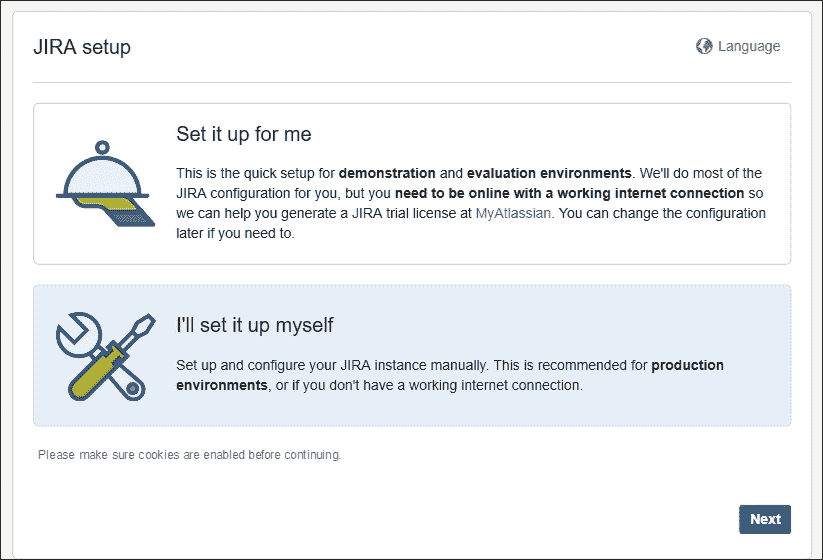 JIRA setup
Language
Set it up for me
This is the quick setup for demonstration and evaluation environments. We'll do most of the
JIRA configuration for you, but you need to be online with a working internet connection so
we can help you generate a JIRA trial license at MyAtlassian. You can change the configuration
later if you need to.
I'll set it up myself
Set up and configure your JIRA instance manually. This is recommended for production
environments, or if you don't have a working internet connection.
Please make sure cookies are enabled before continuing.
Next